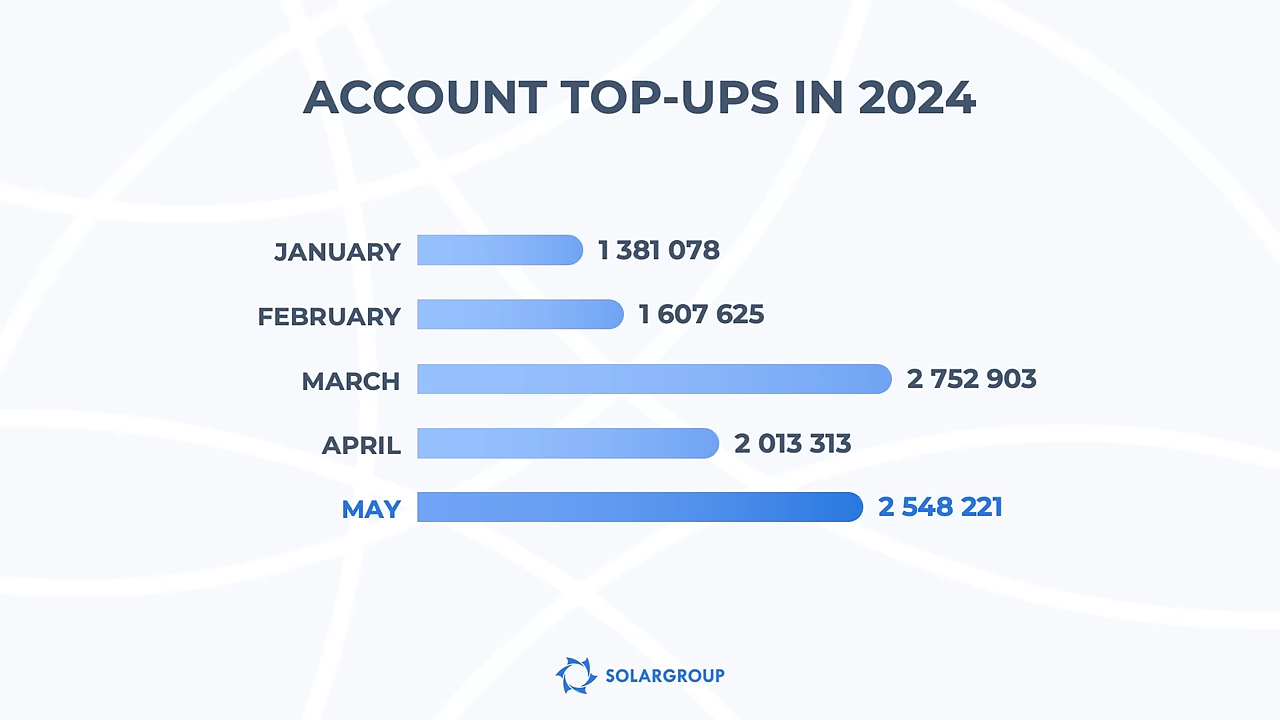 ACCOUNT TOP-UPS IN 2024
JANUARY 1 381 078
FEBRUARY 1 607 625
MARCH 2 752 903
APRIL 2 013 313
MAY 2 548 221
SOLARGROUP